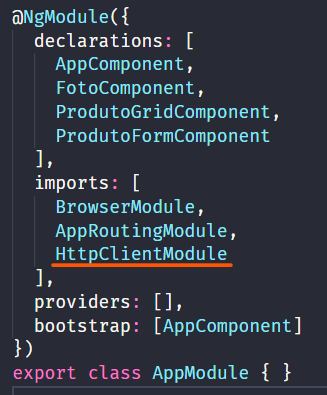 @NgModule({
declarations: [
AppComponent,
FotoComponent,
ProdutoGridComponent,
ProdutoFormComponent
],
imports: [
BrowserModule,
AppRoutingModule,
HttpClientModule
],
providers: [],
bootstrap: [AppComponent]
})
export class AppModule { }